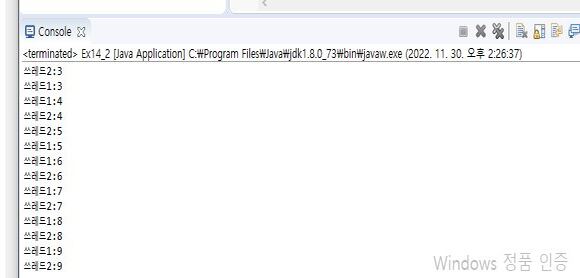 Console
<terminated> Ex14_2 [Java Application] C:₩Program Files₩Java₩jdk1.8.0_73₩bin₩javaw.exe (2022. 11. 30. 오후 2:26:37)
쓰레드2:3
쓰레드1:3
쓰레드1:4
쓰레드2:4
쓰레드2:5
쓰레드1:5
쓰레드1:6
쓰레드2:6
쓰레드1:7
쓰레드2:7
쓰레드1:8
쓰레드2:8
쓰레드1:9
쓰레드2:9
Windows 정품 인증